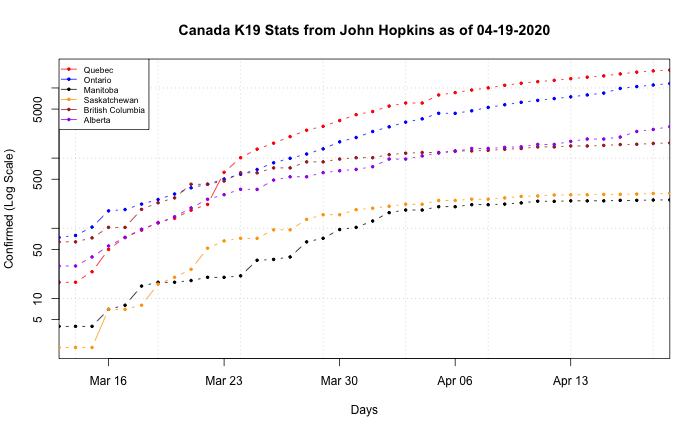 Canada K19 Stats from John Hopkins as of 04-19-2020
Quebec
Ontario
Manitoba
Saskatchewan
British Columbia
Alberta
Confirmed (Log Scale)
5000
500
50
10
5
Mar 16 Mar 23 Mar 30 Apr 06 Apr 13
Days